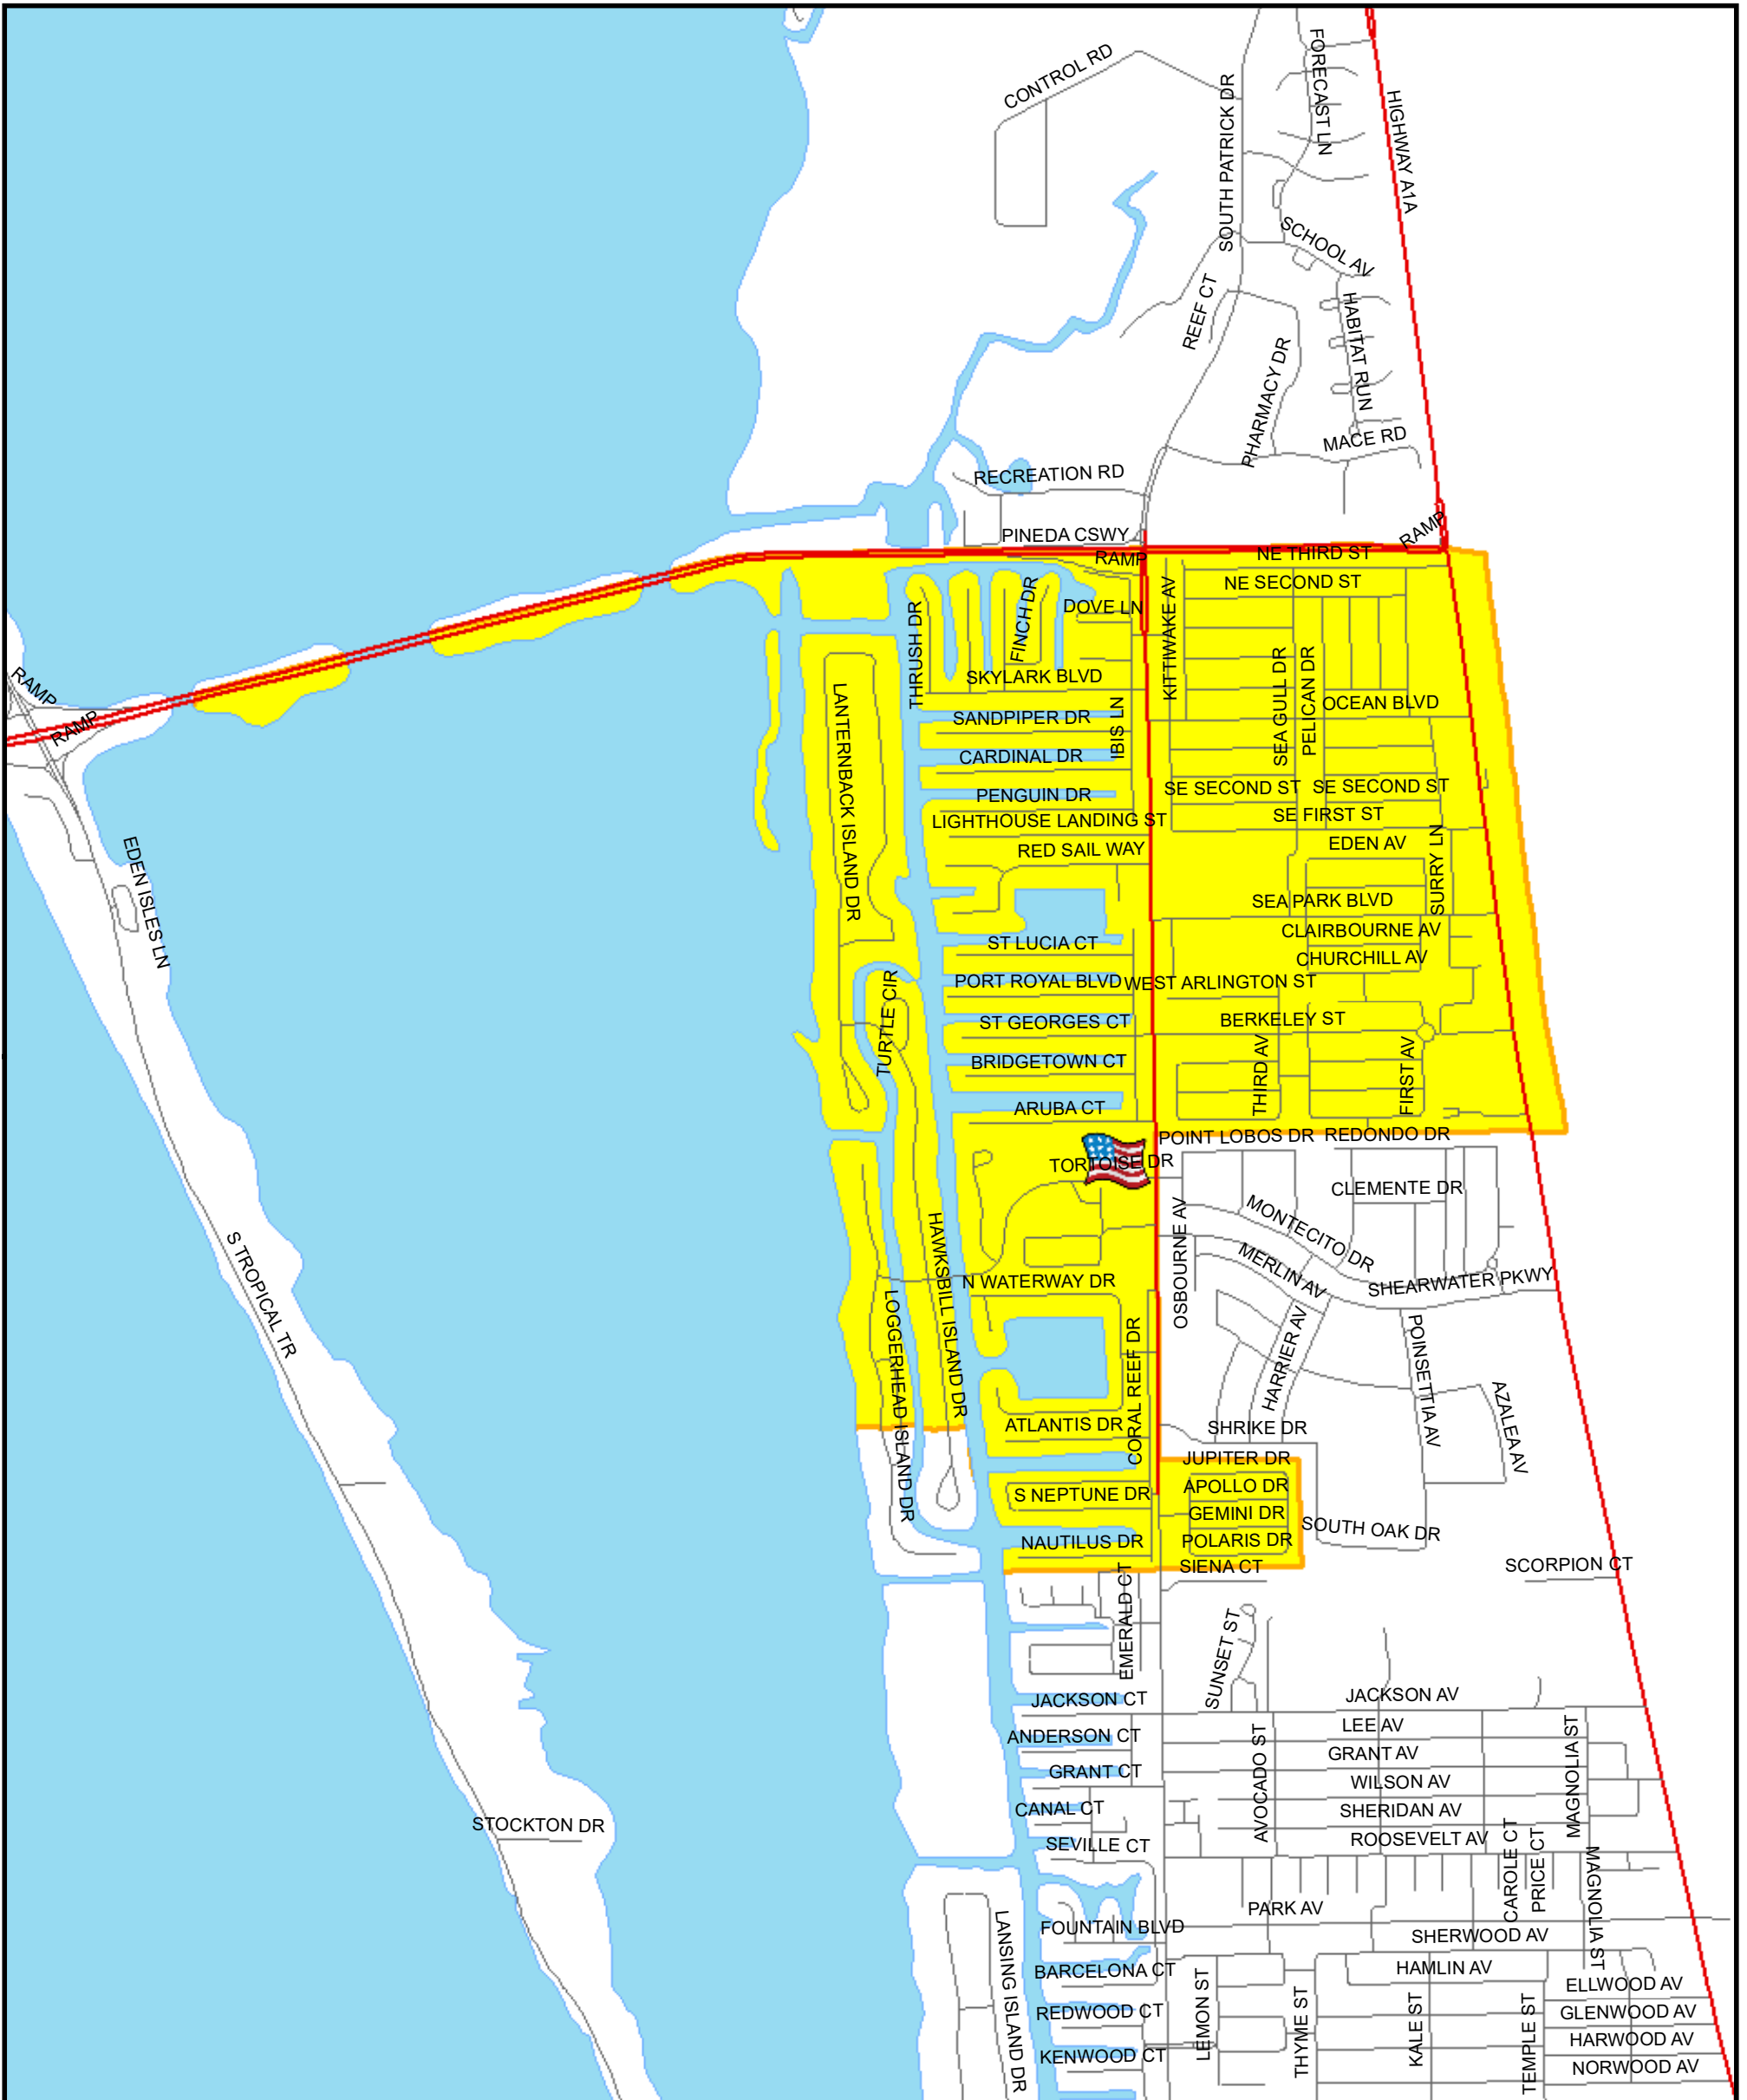 CONTROL RD
FORECAST LN
SOUTH PATRICK DR
HIGHWAY A1A
SCHOOL AV
REEF CT
HABITAT RUN
PHARMACY DR
MACE RD
RECREATION RD
PINEDA CSWY
RAMP
RAMP
NE THIRD ST
NE SECOND ST
DOVE LN
FINCH DR
THRUSH DR
KITTIWAKE AV
SKYLARK BLVD
SEA GULL DR
PELICAN DR
OCEAN BLVD
RAMP
RAMP
LANTERNBACK ISLAND DR
SANDPIPER DR
IBIS LN
CARDINAL DR
PENGUIN DR
SE SECOND ST
SE SECOND ST
LIGHTHOUSE LANDING ST
SE FIRST ST
RED SAIL WAY
EDEN AV
SURRY LN
EDEN ISLES LN
SEA PARK BLVD
ST LUCIA CT
CLAIRBOURNE AV
CHURCHILL AV
PORT ROYAL BLVD
WEST ARLINGTON ST
TURTLE CIR
ST GEORGES CT
BERKELEY ST
BRIDGETOWN CT
THIRD AV
FIRST AV
ARUBA CT
POINT LOBOS DR
REDONDO DR
TORTOISE DR
CLEMENTE DR
OSBOURNE AV
MONTECITO DR
S TROPICAL TR
HAWKSBILL ISLAND DR
MERLIN AV
N WATERWAY DR
SHEARWATER PKWY
LOGGERHEAD ISLAND DR
CORAL REEF DR
HARRIER AV
POINSETTIA AV
AZALEA AV
ATLANTIS DR
SHRIKE DR
JUPITER DR
S NEPTUNE DR
APOLLO DR
GEMINI DR
SOUTH OAK DR
NAUTILUS DR
POLARIS DR
SIENA CT
SCORPION CT
EMERALD CT
SUNSET ST
JACKSON CT
JACKSON AV
ANDERSON CT
LEE AV
MAGNOLIA ST
AVOCADO ST
GRANT AV
GRANT CT
WILSON AV
CANAL CT
SHERIDAN AV
STOCKTON DR
SEVILLE CT
ROOSEVELT AV
CAROLE CT
PRICE CT
MAGNOLIA ST
PARK AV
LANSING ISLAND DR
FOUNTAIN BLVD
SHERWOOD AV
BARCELONA CT
HAMLIN AV
ELLWOOD AV
LEMON ST
THYME ST
KALE ST
TEMPLE ST
REDWOOD CT
GLENWOOD AV
HARWOOD AV
KENWOOD CT
NORWOOD AV